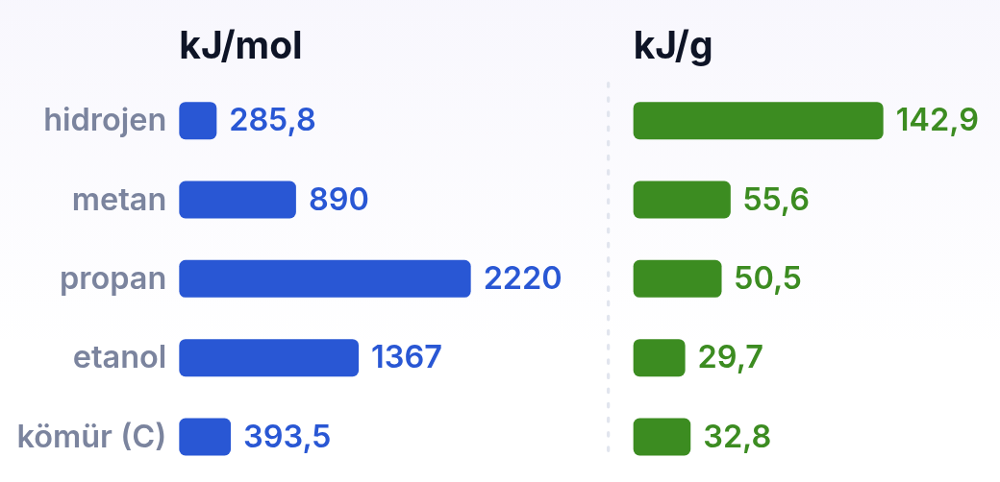 kJ/mol kJ/g
hidrojen 285,8 142,9
metan 890 55,6
propan 2220 50,5
etanol 1367 29,7
kömür (C) 393,5 32,8